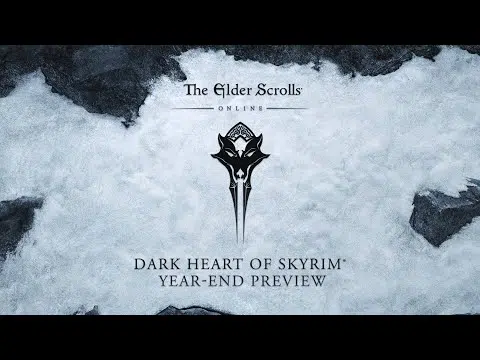 The Elder Scrolls
ONLINE
DARK HEART OF SKYRIM®
YEAR-END PREVIEW